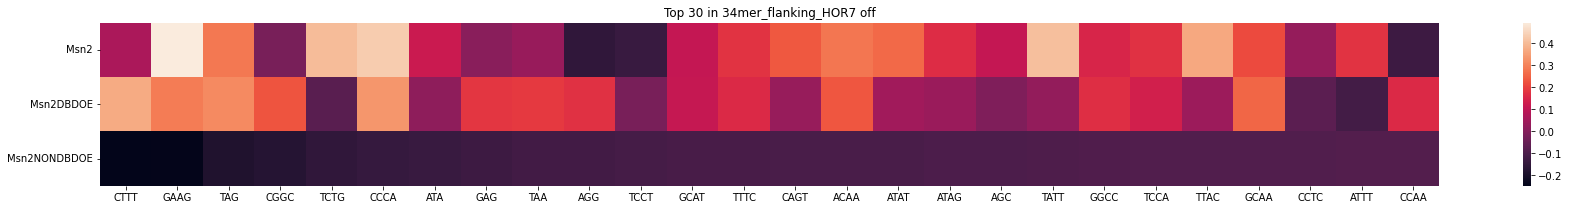 Top 30 in 34mer_flanking_HOR7 off
Msn2
Msn2DBDOE
Msn2NONDBDOE
CTTT GAAG TAG CGGC TCTG CCCA ATA GAG TAA AGG TCCT GCAT TTTC CAGT ACAA ATAT ATAG AGC TATT GGCC TCCA TTAC GCAA CCTC ATTT CCAA
0.4
0.3
0.2
0.1
0.0
−0.1
−0.2